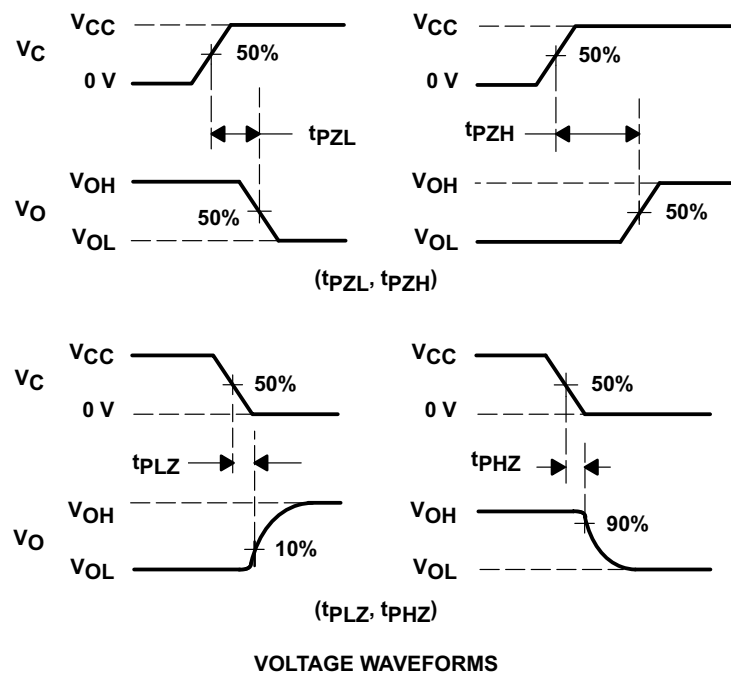 VCC VCC
VC 50% 50%
0 V 0 V
tPZL tPZH
VOH VOH
VO 50% 50%
VOL VOL
(tPZL, tPZH)
VCC VCC
VC 50% 50%
0 V 0 V
tPLZ tPHZ
VOH VOH
VO 10% 90%
VOL VOL
(tPLZ, tPHZ)
VOLTAGE WAVEFORMS